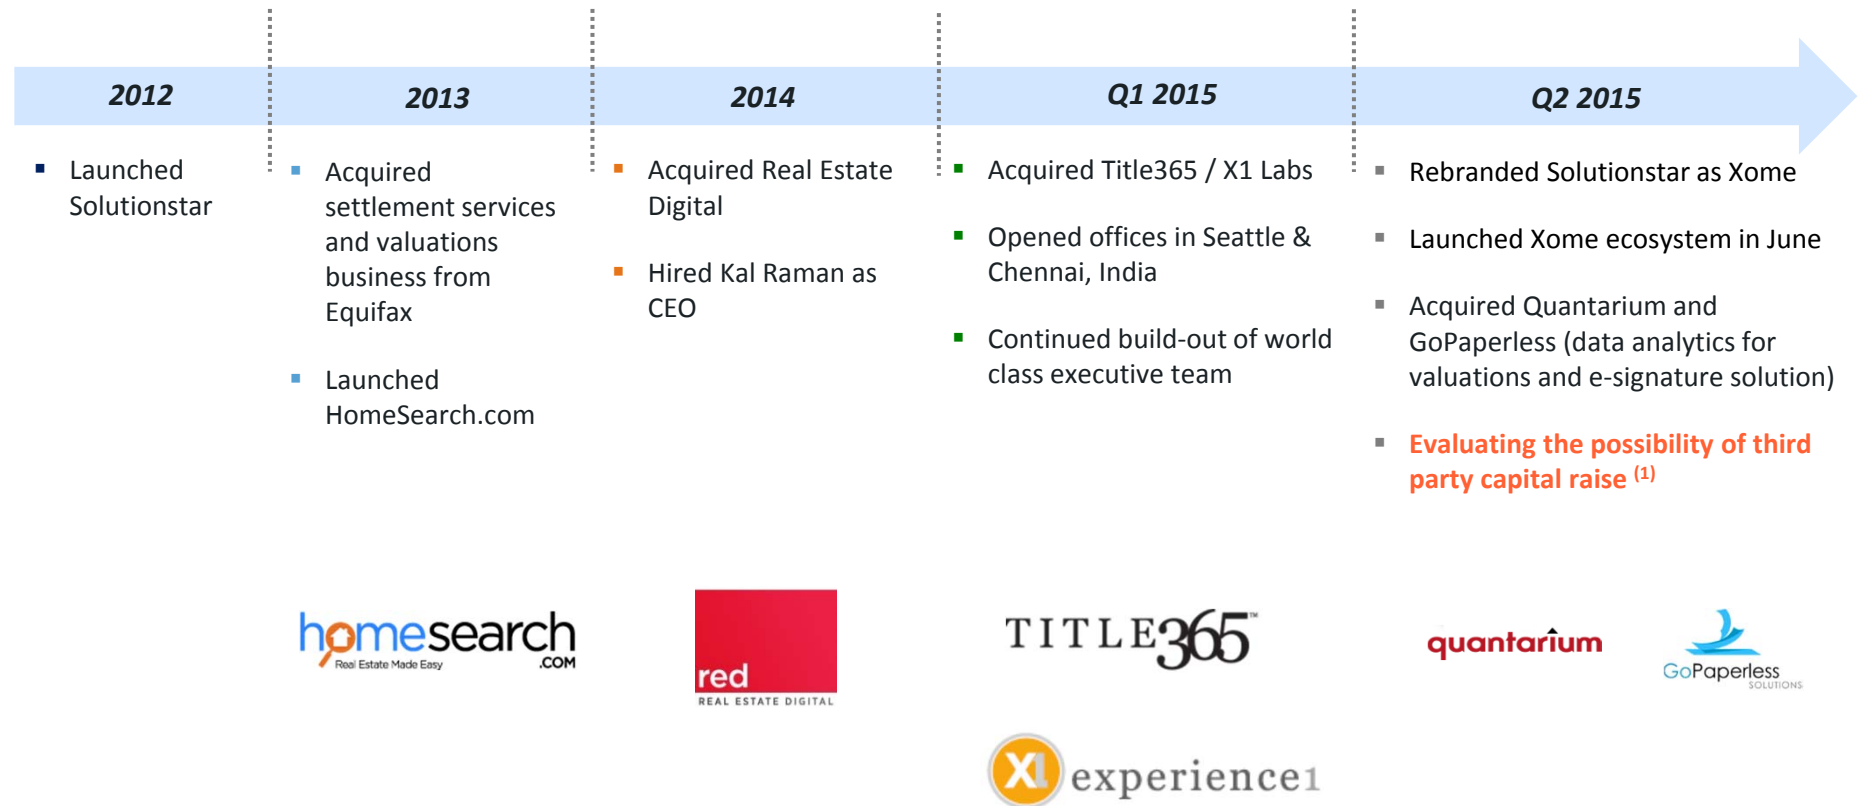 2012
2013
2014
Q1 2015
Q2 2015
▪ Launched
Solutionstar
▪ Acquired
settlement services
and valuations
business from
Equifax
▪ Launched
HomeSearch.com
▪ Acquired Real Estate
Digital
▪ Hired Kal Raman as
CEO
▪ Acquired Title365 / X1 Labs
▪ Opened offices in Seattle &
Chennai, India
▪ Continued build-out of world
class executive team
▪ Rebranded Solutionstar as Xome
▪ Launched Xome ecosystem in June
▪ Acquired Quantarium and
GoPaperless (data analytics for
valuations and e-signature solution)
▪ Evaluating the possibility of third
party capital raise (1)
homesearch
.COM
Real Estate Made Easy
red
REAL ESTATE DIGITAL
TITLE365™
X1 experience1
quantarium
GoPaperless
SOLUTIONS